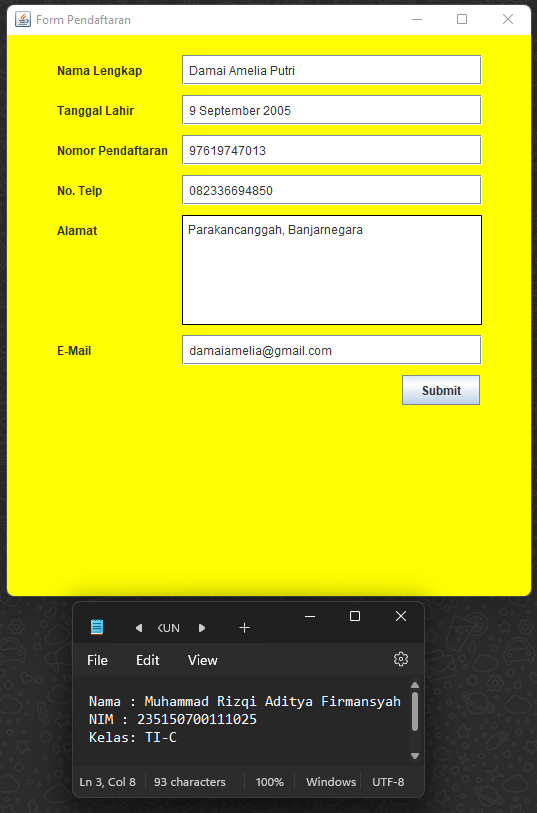 Form Pendaftaran
Nama Lengkap Damai Amelia Putri
Tanggal Lahir 9 September 2005
Nomor Pendaftaran 97619747013
No. Telp 082336694850
Alamat Parakancanggah, Banjarnegara
E-Mail damaiamelia@gmail.com
Submit
KUN
File Edit View
Nama : Muhammad Rizqi Aditya Firmansyah
NIM : 235150700111025
Kelas: TI-C
Ln 3, Col 8 93 characters 100% Windows UTF-8